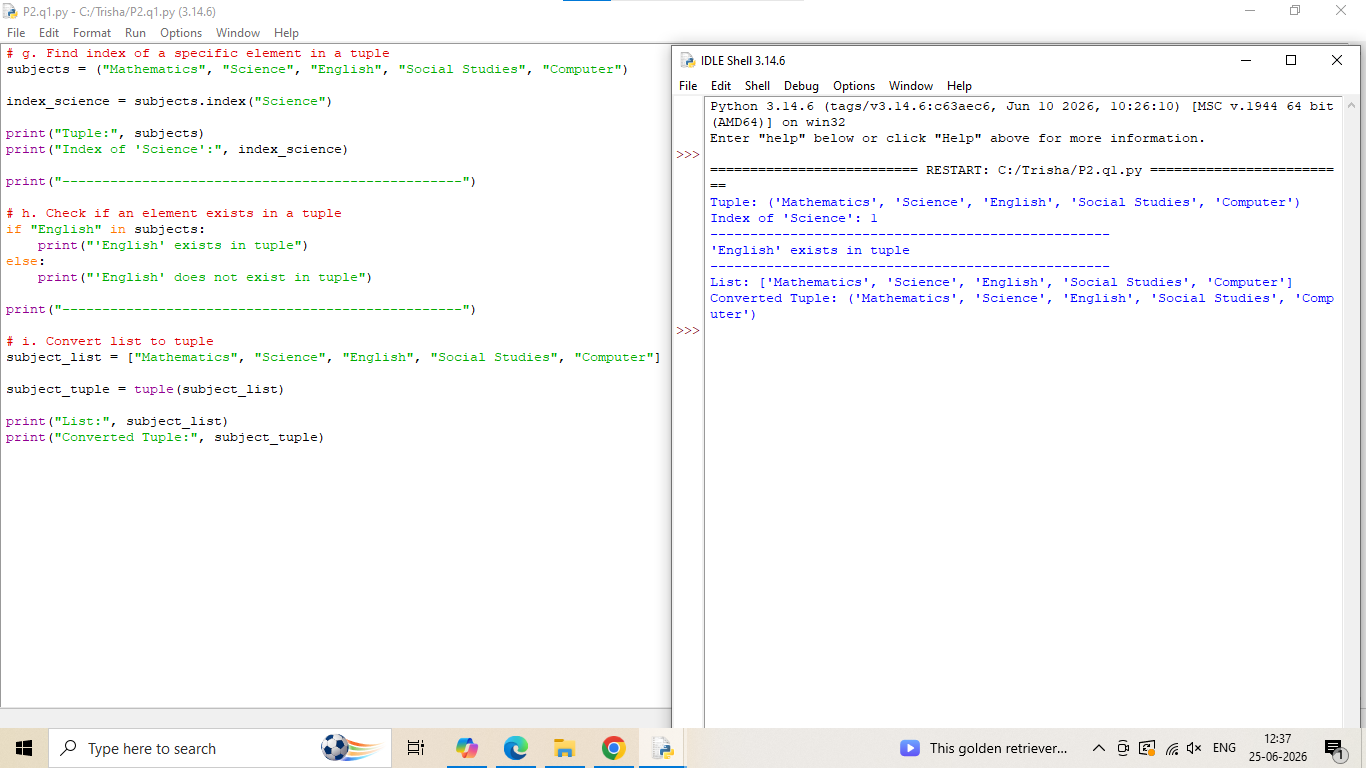 P2.q1.py - C:/Trisha/P2.q1.py (3.14.6)
File Edit Format Run Options Window Help
# g. Find index of a specific element in a tuple
subjects = ("Mathematics", "Science", "English", "Social Studies", "Computer")
index_science = subjects.index("Science")
print("Tuple:", subjects)
print("Index of 'Science':", index_science)
print("--------------------------------------------------")
# h. Check if an element exists in a tuple
if "English" in subjects:
    print("'English' exists in tuple")
else:
    print("'English' does not exist in tuple")
print("--------------------------------------------------")
# i. Convert list to tuple
subject_list = ["Mathematics", "Science", "English", "Social Studies", "Computer"]
subject_tuple = tuple(subject_list)
print("List:", subject_list)
print("Converted Tuple:", subject_tuple)
IDLE Shell 3.14.6
File Edit Shell Debug Options Window Help
Python 3.14.6 (tags/v3.14.6:c63aec6, Jun 10 2026, 10:26:10) [MSC v.1944 64 bit
(AMD64)] on win32
Enter "help" below or click "Help" above for more information.
>>>
========================== RESTART: C:/Trisha/P2.q1.py =======================
==
Tuple: ('Mathematics', 'Science', 'English', 'Social Studies', 'Computer')
Index of 'Science': 1
--------------------------------------------------
'English' exists in tuple
--------------------------------------------------
List: ['Mathematics', 'Science', 'English', 'Social Studies', 'Computer']
Converted Tuple: ('Mathematics', 'Science', 'English', 'Social Studies', 'Comp
uter')
>>>
Type here to search
This golden retriever...
ENG
12:37
25-06-2026
1